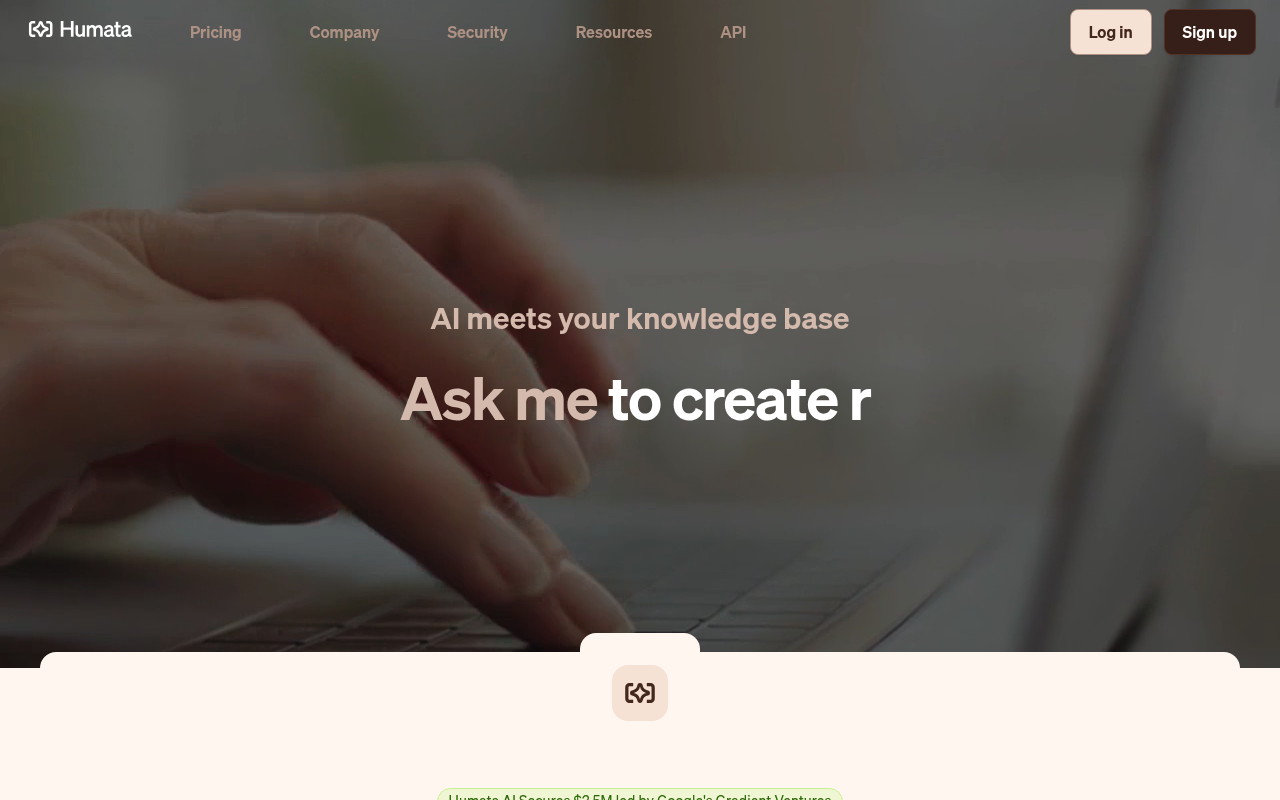 Humata
Pricing
Company
Security
Resources
API
Log in
Sign up
AI meets your knowledge base
Ask me to create r
Humata AI Secures $3.5M led by Google's Gradient Ventures